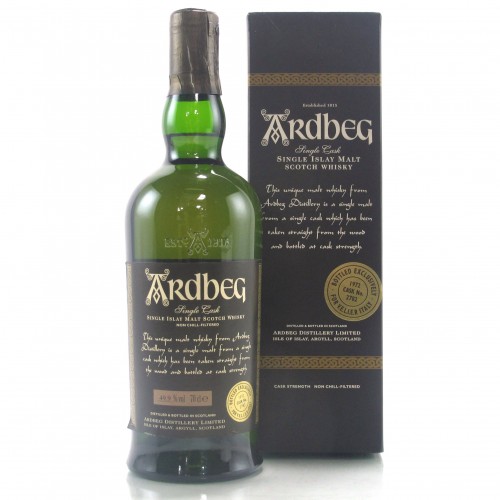 Established 1815
ARDBEG
Single Cask
SINGLE ISLAY MALT
SCOTCH WHISKY
This unique malt whisky from
Ardbeg Distillery is a single malt
from a single cask which has been
taken straight from the wood
and bottled at cask strength.
BOTTLED EXCLUSIVELY
FOR VELIER ITALY
CASK No.
DISTILLED & BOTTLED IN SCOTLAND
ARDBEG DISTILLERY LIMITED
ISLE OF ISLAY, ARGYLL, SCOTLAND
CASK STRENGTH NON CHILL-FILTERED
ARDBEG
Single Cask
SINGLE ISLAY MALT SCOTCH WHISKY
NON CHILL-FILTERED
This unique malt whisky from Ardbeg
Distillery is a single malt from a single
cask which has been taken straight from
the wood and bottled at cask strength.
DISTILLED & BOTTLED IN SCOTLAND
ARDBEG DISTILLERY LIMITED
ISLE OF ISLAY, ARGYLL, SCOTLAND